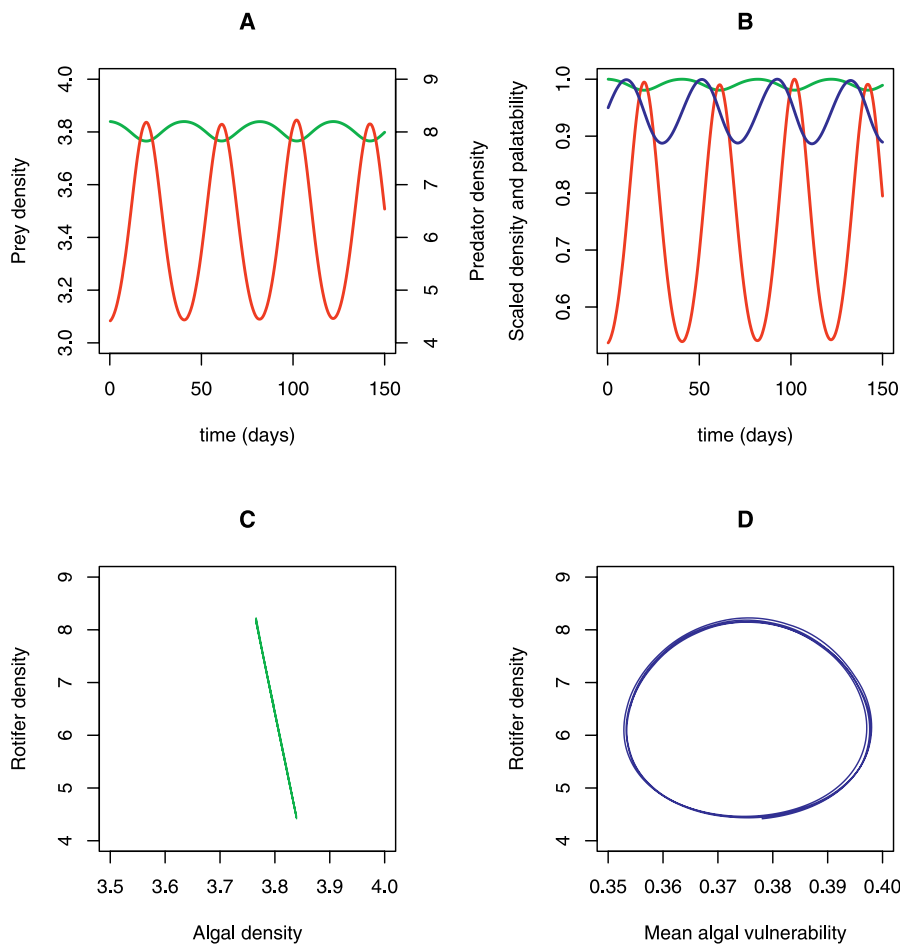 A
Prey density
3.0 3.2 3.4 3.6 3.8 4.0
4 5 6 7 8 9
Predator density
0 50 100 150
time (days)
B
Scaled density and palatability
0.6 0.7 0.8 0.9 1.0
0 50 100 150
time (days)
C
Rotifer density
4 5 6 7 8 9
3.5 3.6 3.7 3.8 3.9 4.0
Algal density
D
Rotifer density
4 5 6 7 8 9
0.35 0.36 0.37 0.38 0.39 0.40
Mean algal vulnerability